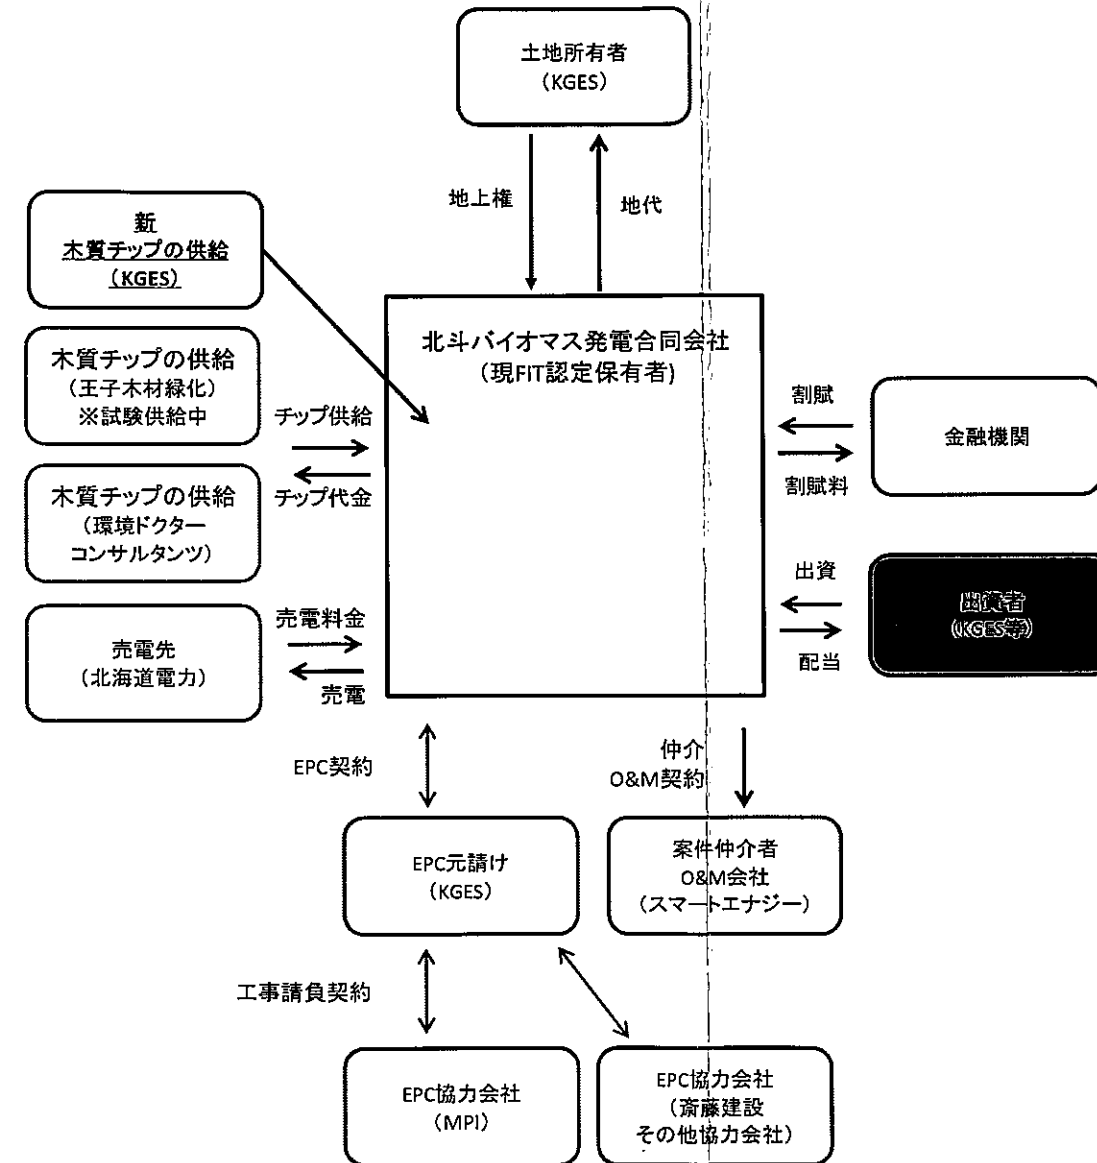 土地所有者
(KGES)
地上権
地代
新
木質チップの供給
(KGES)
木質チップの供給
(王子木材緑化)
※試験供給中
チップ供給
チップ代金
木質チップの供給
(環境ドクター
コンサルタンツ)
売電先
(北海道電力)
売電料金
売電
北斗バイオマス発電合同会社
(現FIT認定保有者)
割賦
割賦料
金融機関
出資
配当
出資者
(KGES等)
EPC契約
仲介
O&M契約
EPC元請け
(KGES)
案件仲介者
O&M会社
(スマートエナジー)
工事請負契約
EPC協力会社
(MPI)
EPC協力会社
(斎藤建設
その他協力会社)